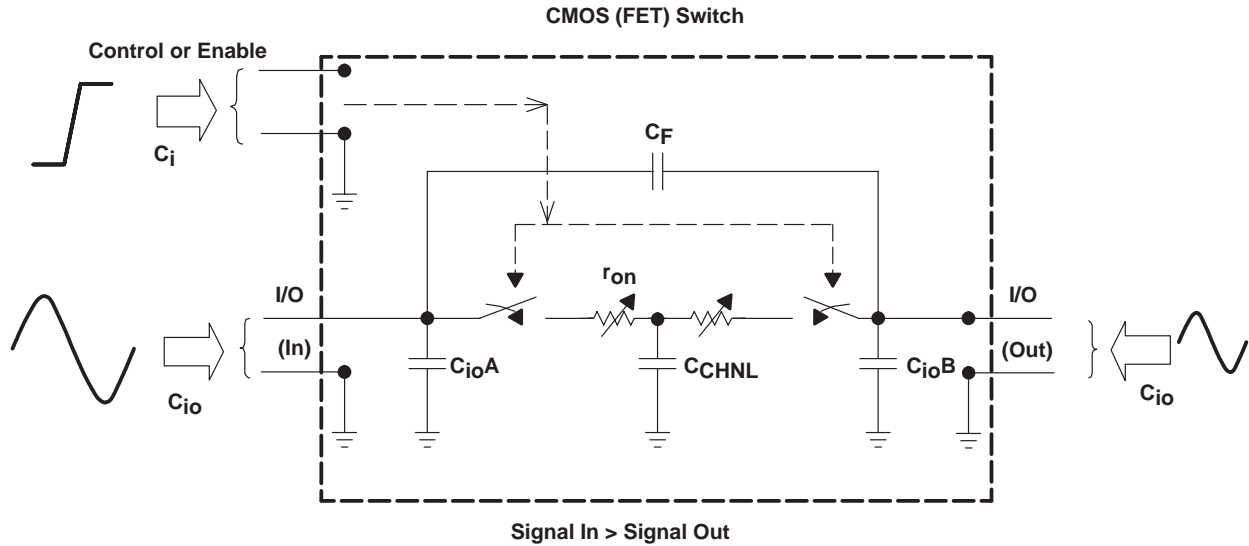 CMOS (FET) Switch
Control or Enable
Ci
CF
ron
I/O
I/O
(In)
(Out)
CioA
CCHNL
CioB
Cio
Cio
Signal In > Signal Out